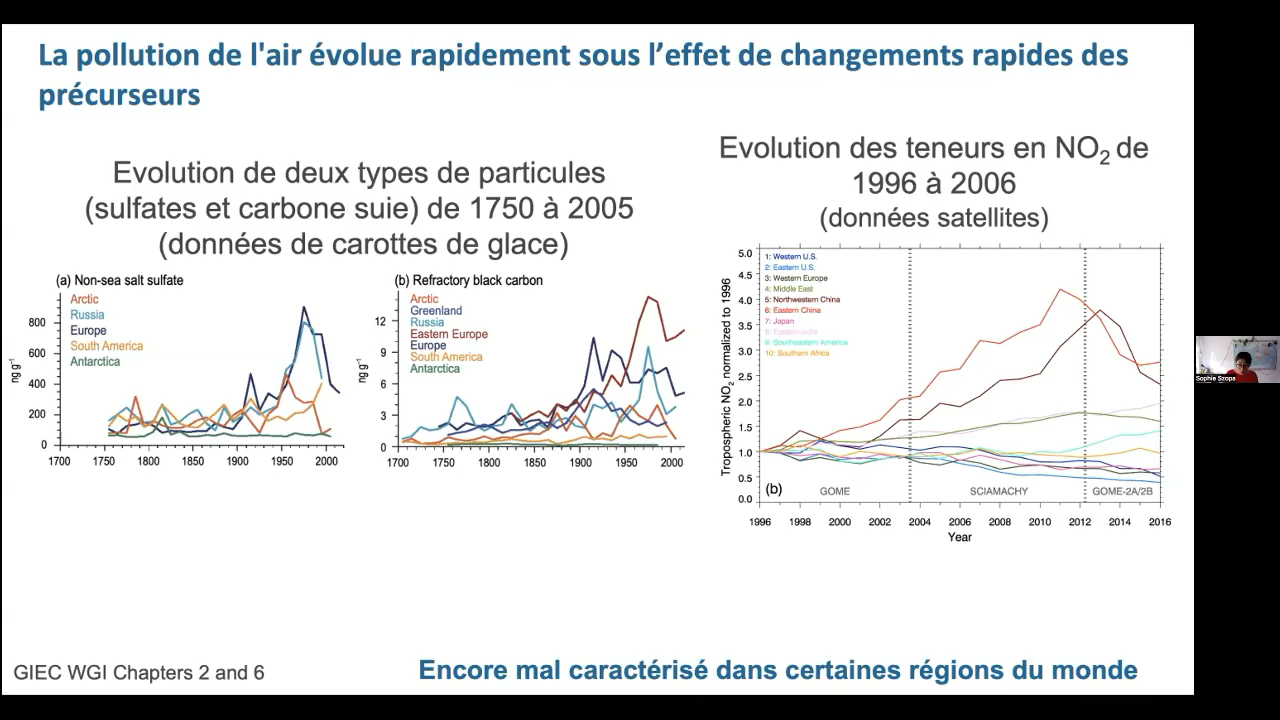 La pollution de l'air évolue rapidement sous l’effet de changements rapides des
précurseurs
Evolution de deux types de particules
(sulfates et carbone suie) de 1750 à 2005
(données de carottes de glace)
Evolution des teneurs en NO2 de
1996 à 2006
(données satellites)
(a) Non-sea salt sulfate
Arctic
Russia
Europe
South America
Antarctica
ng g⁻¹
800
600
400
200
0
1700 1750 1800 1850 1900 1950 2000
(b) Refractory black carbon
Arctic
Greenland
Russia
Eastern Europe
Europe
South America
Antarctica
ng g⁻¹
12
9
6
3
0
1700 1750 1800 1850 1900 1950 2000
Tropospheric NO2 normalized to 1996
5.0
4.5
4.0
3.5
3.0
2.5
2.0
1.5
1.0
0.5
0.0
1: Western U.S.
2: Eastern U.S.
3: Western Europe
4: Middle East
5: Northwestern China
6: Eastern China
7: Japan
8: Eastern India
9: Southeastern America
10: Southern Africa
(b) GOME SCIAMACHY GOME-2A/2B
1996 1998 2000 2002 2004 2006 2008 2010 2012 2014 2016
Year
Sophie Szopa
GIEC WGI Chapters 2 and 6
Encore mal caractérisé dans certaines régions du monde